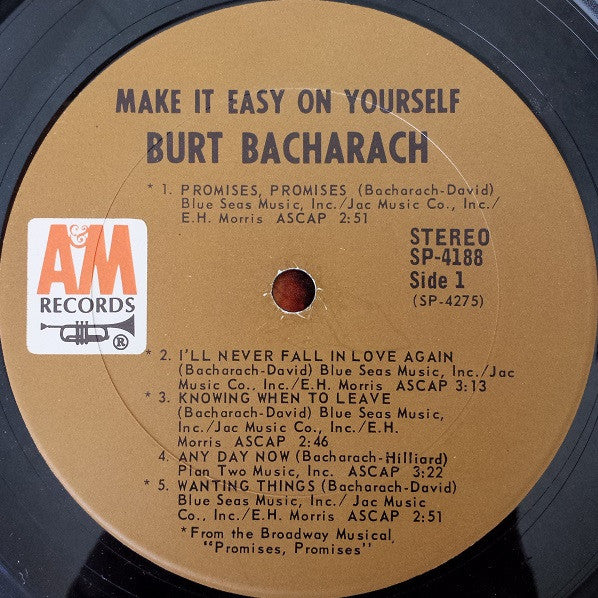 MAKE IT EASY ON YOURSELF
BURT BACHARACH
* 1. PROMISES, PROMISES (Bacharach-David)
Blue Seas Music, Inc./Jac Music Co., Inc./
E.H. Morris ASCAP 2:51
A&M
RECORDS
®
STEREO
SP-4188
Side 1
(SP-4275)
* 2. I'LL NEVER FALL IN LOVE AGAIN
(Bacharach-David) Blue Seas Music, Inc./Jac
Music Co., Inc./E.H. Morris ASCAP 3:13
* 3. KNOWING WHEN TO LEAVE
(Bacharach-David) Blue Seas Music,
Inc./Jac Music Co., Inc./E.H.
Morris ASCAP 2:46
4. ANY DAY NOW (Bacharach-Hilliard)
Plan Two Music, Inc. ASCAP 3:22
* 5. WANTING THINGS (Bacharach-David)
Blue Seas Music, Inc./ Jac Music
Co., Inc./E.H. Morris ASCAP 2:51
*From the Broadway Musical,
"Promises, Promises"